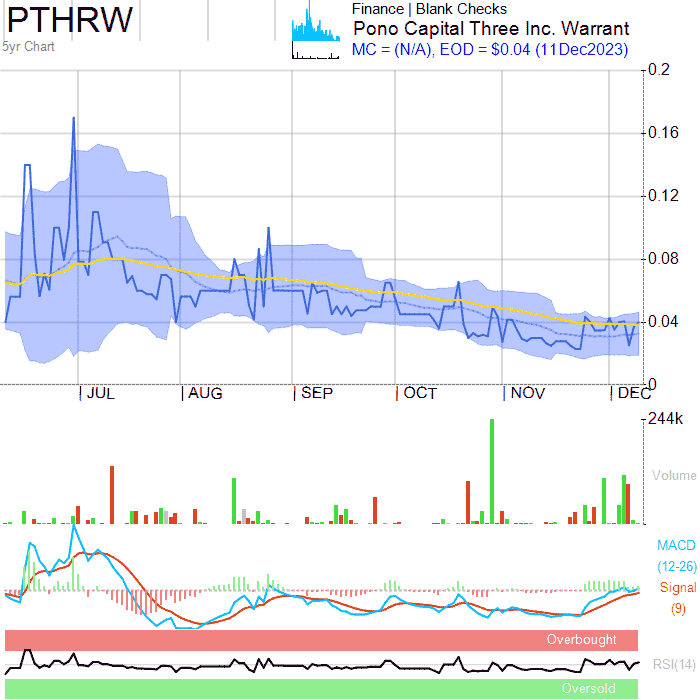 PTHRW
5yr Chart
Finance | Blank Checks
Pono Capital Three Inc. Warrant
MC = (N/A), EOD = $0.04 (11Dec2023)
0.2
0.16
0.12
0.08
0.04
0
JUL AUG SEP OCT NOV DEC
244k
Volume
MACD
(12-26)
Signal
(9)
Overbought
RSI(14)
Oversold